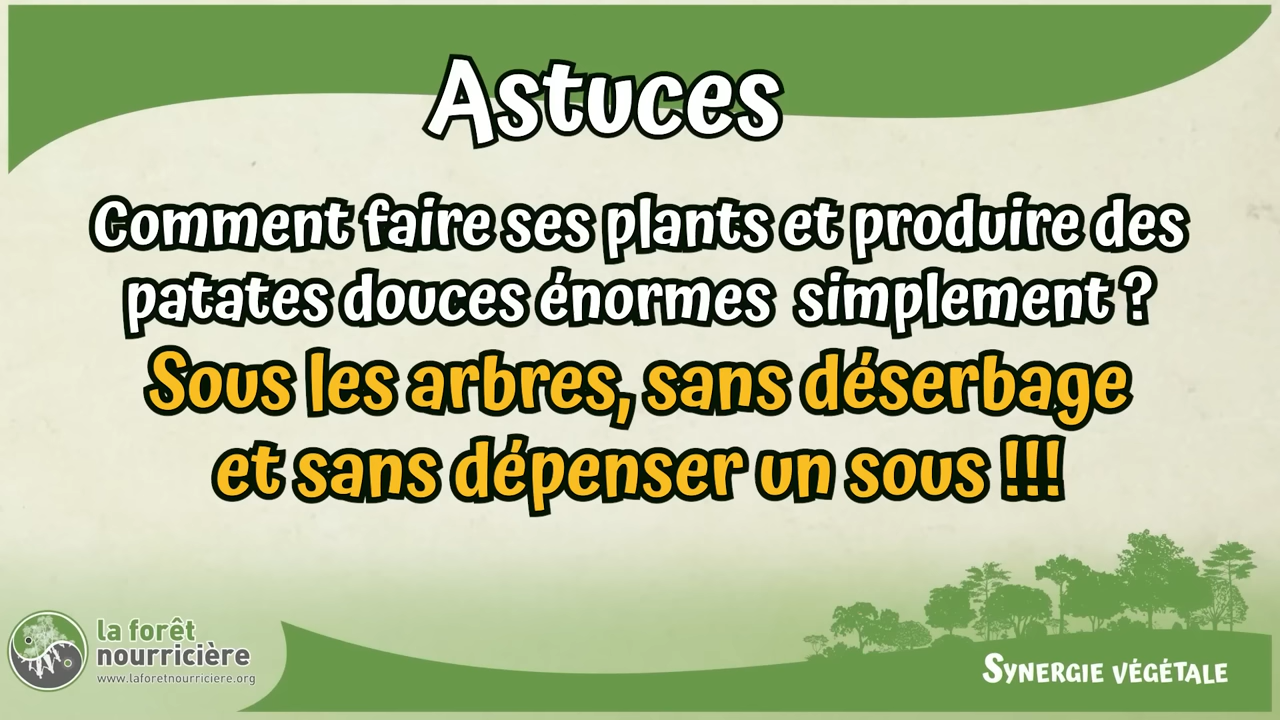 Astuces
Comment faire ses plants et produire des
patates douces énormes simplement ?
Sous les arbres, sans déserbage
et sans dépenser un sous !!!
la forêt
nourricière
www.laforetnourriciere.org
Synergie végétale